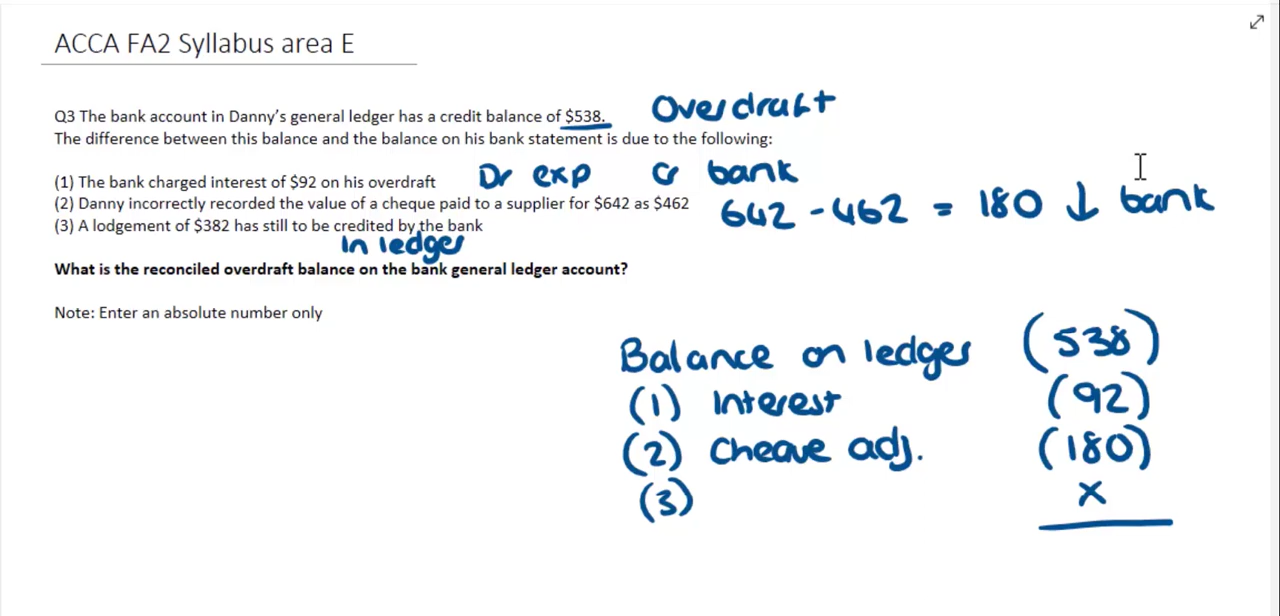 ACCA FA2 Syllabus area E
Q3 The bank account in Danny's general ledger has a credit balance of $538. Overdraft
The difference between this balance and the balance on his bank statement is due to the following:
(1) The bank charged interest of $92 on his overdraft Dr exp Cr bank
(2) Danny incorrectly recorded the value of a cheque paid to a supplier for $642 as $462 642 - 462 = 180 ↓ bank
(3) A lodgement of $382 has still to be credited by the bank
In ledger
What is the reconciled overdraft balance on the bank general ledger account?
Note: Enter an absolute number only
Balance on ledgers (538)
(1) Interest (92)
(2) Cheque adj. (180)
(3) X